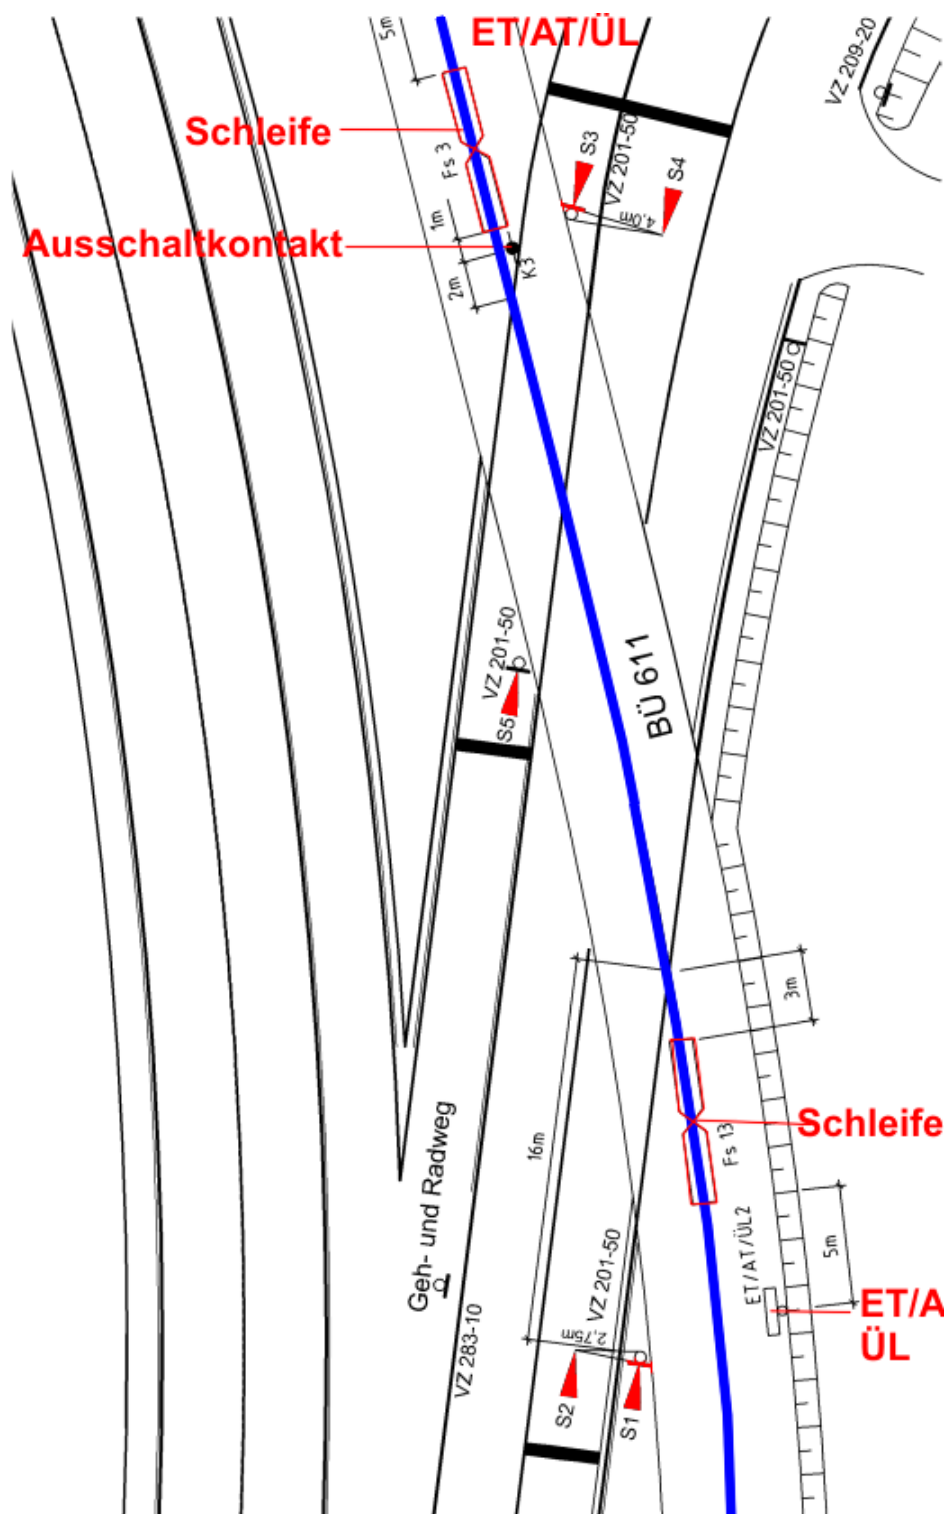 5m
ET/AT/ÜL
VZ 209-20
Schleife
Fs 3
S3
VZ 201-50
S4
4,0m
1m
Ausschaltkontakt
K3
2m
VZ 201-50
VZ 201-50
S5
BÜ 611
3m
Schleife
Fs 13
16m
Geh- und Radweg
ET/AT/ÜL2
5m
VZ 201-50
ET/A
ÜL
2,75m
VZ 283-10
S2
S1